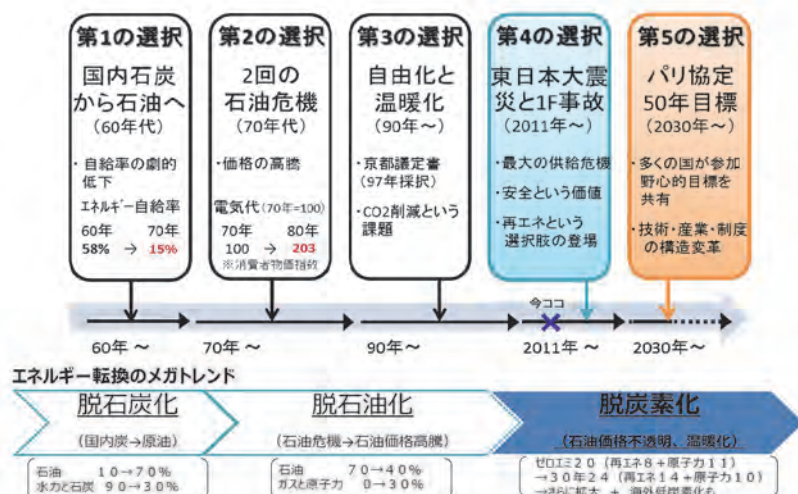 第1の選択
国内石炭
から石油へ
(60年代)
・自給率の劇的
低下
エネルギー自給率
60年 70年
58% → 15%
第2の選択
2回の
石油危機
(70年代)
・価格の高騰
電気代(70年=100)
70年 80年
100 → 203
※消費者物価指数
第3の選択
自由化と
温暖化
(90年~)
・京都議定書
(97年採択)
・CO2削減という
課題
第4の選択
東日本大震
災と1F事故
(2011年~)
・最大の供給危機
・安全という価値
・再エネという
選択肢の登場
第5の選択
パリ協定
50年目標
(2030年~)
・多くの国が参加
野心的目標を
共有
・技術・産業・制度
の構造変革
今ココ
60年~ 70年~ 90年~ 2011年~ 2030年~
エネルギー転換のメガトレンド
脱石炭化
(国内炭→原油)
石油 10→70%
水力と石炭 90→30%
脱石油化
(石油危機→石油価格高騰)
石油 70→40%
ガスと原子力 0→30%
脱炭素化
(石油価格不透明、温暖化)
ゼロエミ20(再エネ8+原子力11)
→30年24(再エネ14+原子力10)
→さらに拡大 + 海外低炭素化も